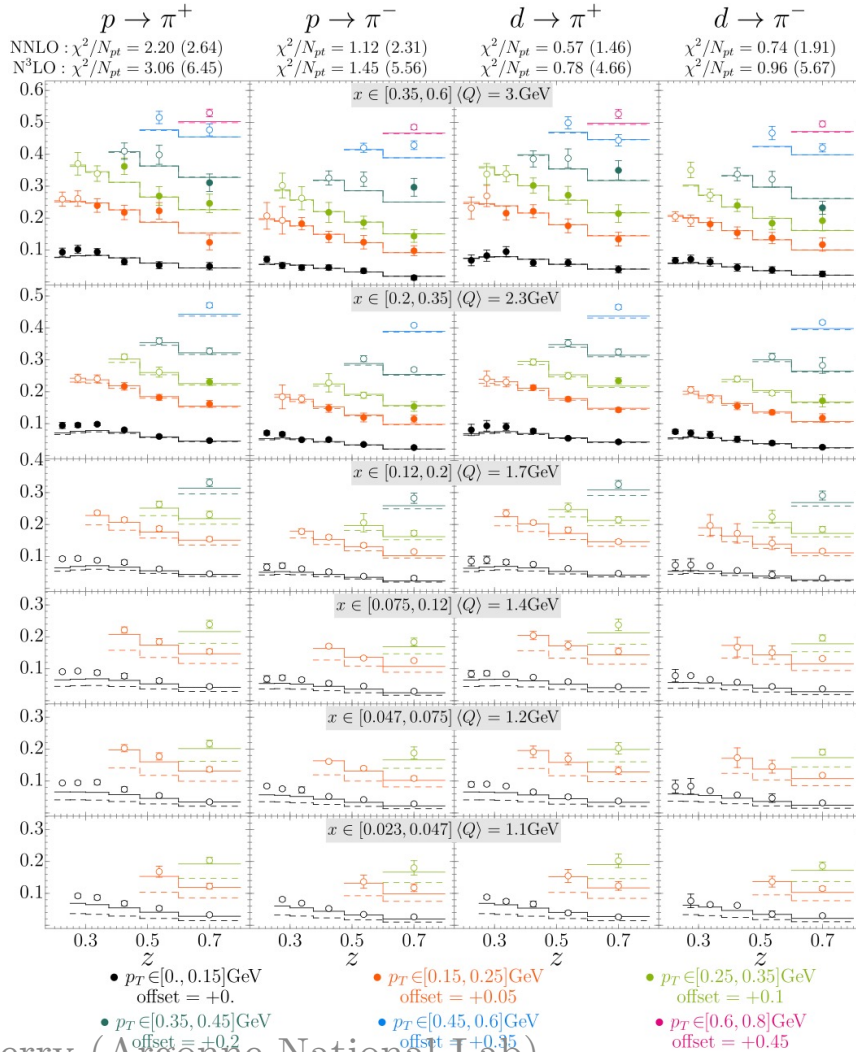 p → π⁺ p → π⁻ d → π⁺ d → π⁻
NNLO : χ²/Nₚₜ = 2.20 (2.64) χ²/Nₚₜ = 1.12 (2.31) χ²/Nₚₜ = 0.57 (1.46) χ²/Nₚₜ = 0.74 (1.91)
N³LO : χ²/Nₚₜ = 3.06 (6.45) χ²/Nₚₜ = 1.45 (5.56) χ²/Nₚₜ = 0.78 (4.66) χ²/Nₚₜ = 0.96 (5.67)
x ∈ [0.35, 0.6] ⟨Q⟩ = 3.GeV
0.6
0.5
0.4
0.3
0.2
0.1
x ∈ [0.2, 0.35] ⟨Q⟩ = 2.3GeV
0.5
0.4
0.3
0.2
0.1
x ∈ [0.12, 0.2] ⟨Q⟩ = 1.7GeV
0.4
0.3
0.2
0.1
x ∈ [0.075, 0.12] ⟨Q⟩ = 1.4GeV
0.3
0.2
0.1
x ∈ [0.047, 0.075] ⟨Q⟩ = 1.2GeV
0.3
0.2
0.1
x ∈ [0.023, 0.047] ⟨Q⟩ = 1.1GeV
0.3
0.2
0.1
0.3 0.5 0.7 0.3 0.5 0.7 0.3 0.5 0.7 0.3 0.5 0.7
z z z z
p_T ∈[0., 0.15]GeV p_T ∈[0.15, 0.25]GeV p_T ∈[0.25, 0.35]GeV
offset = +0. offset = +0.05 offset = +0.1
p_T ∈[0.35, 0.45]GeV p_T ∈[0.45, 0.6]GeV p_T ∈[0.6, 0.8]GeV
offset = +0.2 offset = +0.35 offset = +0.45
erry (Argonne National Lab)